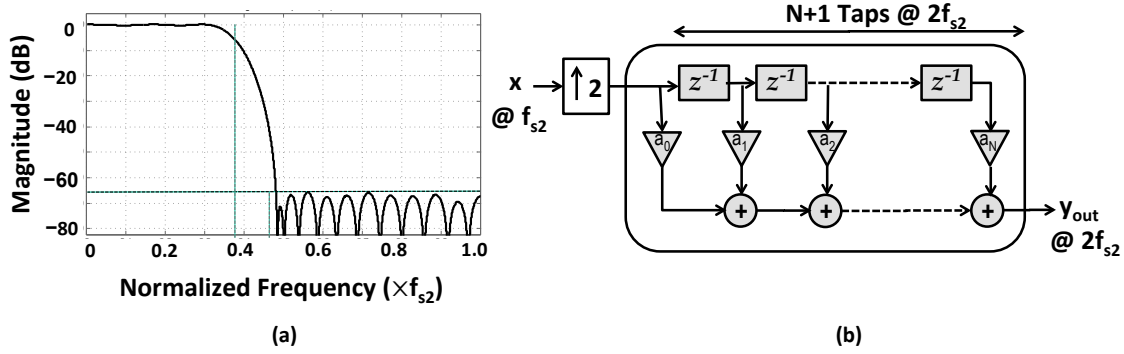 0
−20
−40
−60
−80
Magnitude (dB)
0 0.2 0.4 0.6 0.8 1.0
Normalized Frequency (×fs2)
(a)
N+1 Taps @ 2fs2
x
@ fs2
↑ 2
z-1 z-1 z-1
a0 a1 a2 aN
+ + +
yout
@ 2fs2
(b)